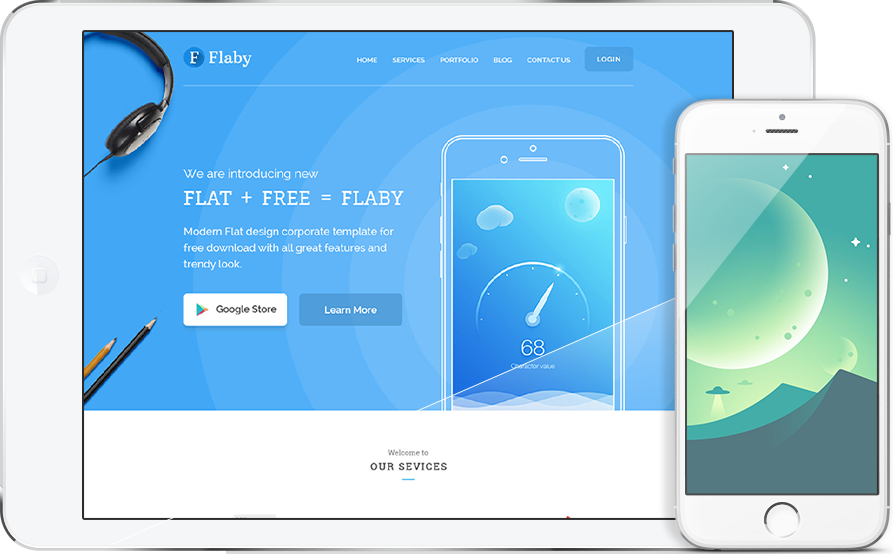 F Flaby
HOME SERVICES PORTFOLIO BLOG CONTACT US LOGIN
We are introducing new
FLAT + FREE = FLABY
Modern Flat design corporate template for
free download with all great features and
trendy look.
Google Store Learn More
68
Character value
Welcome to
OUR SEVICES